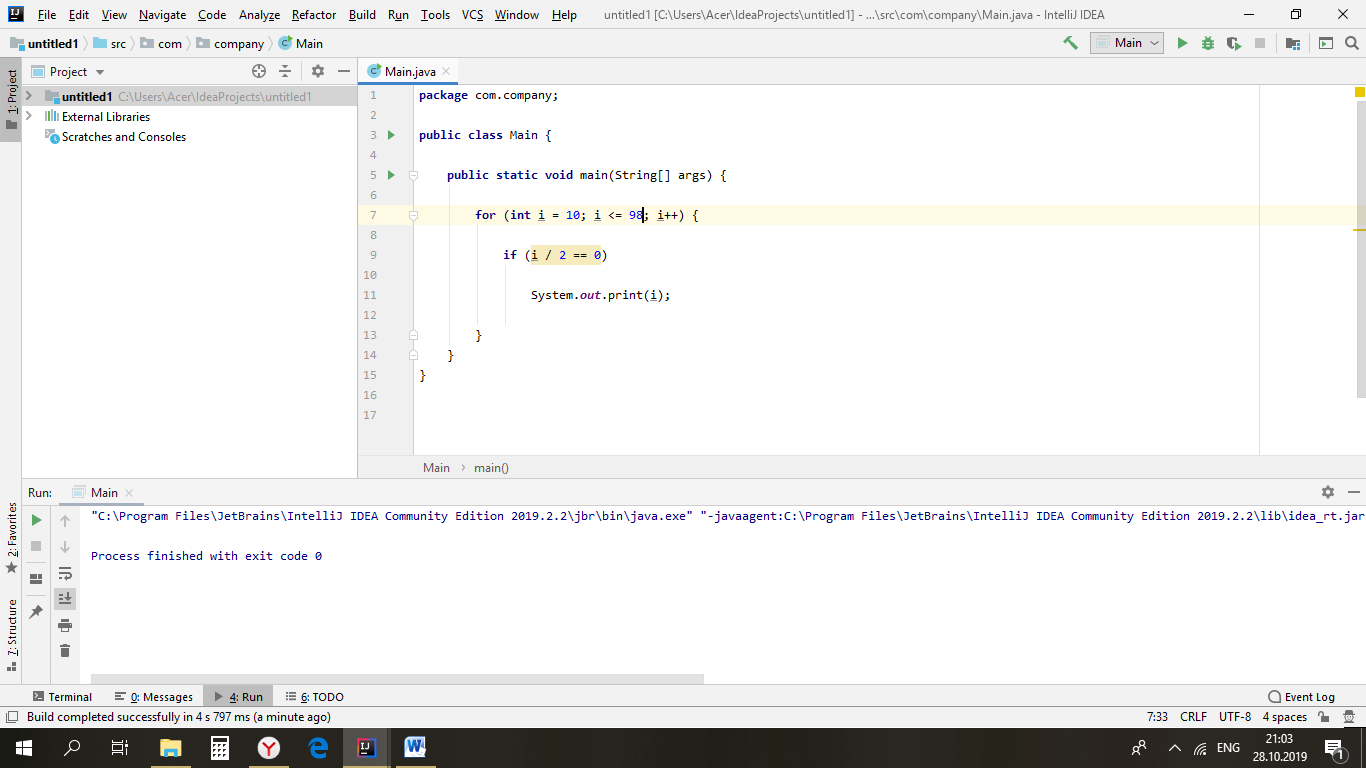 File Edit View Navigate Code Analyze Refactor Build Run Tools VCS Window Help untitled1 [C:\Users\Acer\IdeaProjects\untitled1] - ...\src\com\company\Main.java - IntelliJ IDEA
untitled1 src com company Main Main
1: Project
Project
untitled1 C:\Users\Acer\IdeaProjects\untitled1
External Libraries
Scratches and Consoles
Main.java
1 package com.company;
2
3 public class Main {
4
5 public static void main(String[] args) {
6
7 for (int i = 10; i <= 98; i++) {
8
9 if (i / 2 == 0)
10
11 System.out.print(i);
12
13 }
14 }
15 }
16
17
Main main()
Run: Main
"C:\Program Files\JetBrains\IntelliJ IDEA Community Edition 2019.2.2\jbr\bin\java.exe" "-javaagent:C:\Program Files\JetBrains\IntelliJ IDEA Community Edition 2019.2.2\lib\idea_rt.jar
Process finished with exit code 0
2: Favorites
7: Structure
Terminal 0: Messages 4: Run 6: TODO Event Log
Build completed successfully in 4 s 797 ms (a minute ago) 7:33 CRLF UTF-8 4 spaces
ENG 21:03
28.10.2019
1